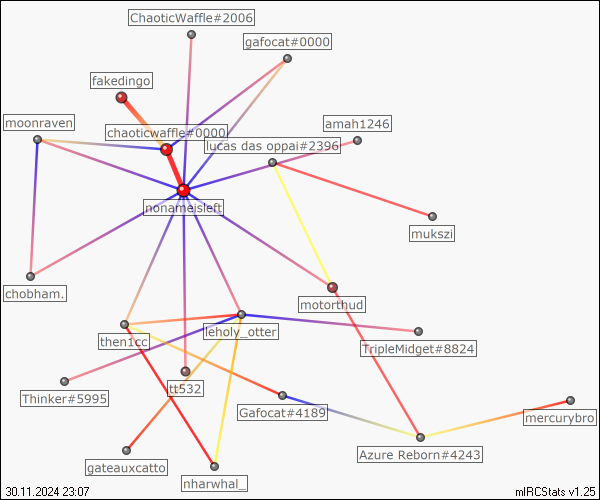 ChaoticWaffle#2006
gafocat#0000
fakedingo
moonraven
amah1246
chaoticwaffle#0000
lucas das oppai#2396
nonameisleft
mukszi
chobham.
motorthud
then1cc
leholy_otter
TripleMidget#8824
Thinker#5995
tt532
Gafocat#4189
mercurybro
Azure Reborn#4243
gateauxcatto
nharwhal_
30.11.2024 23:07
mIRCStats v1.25